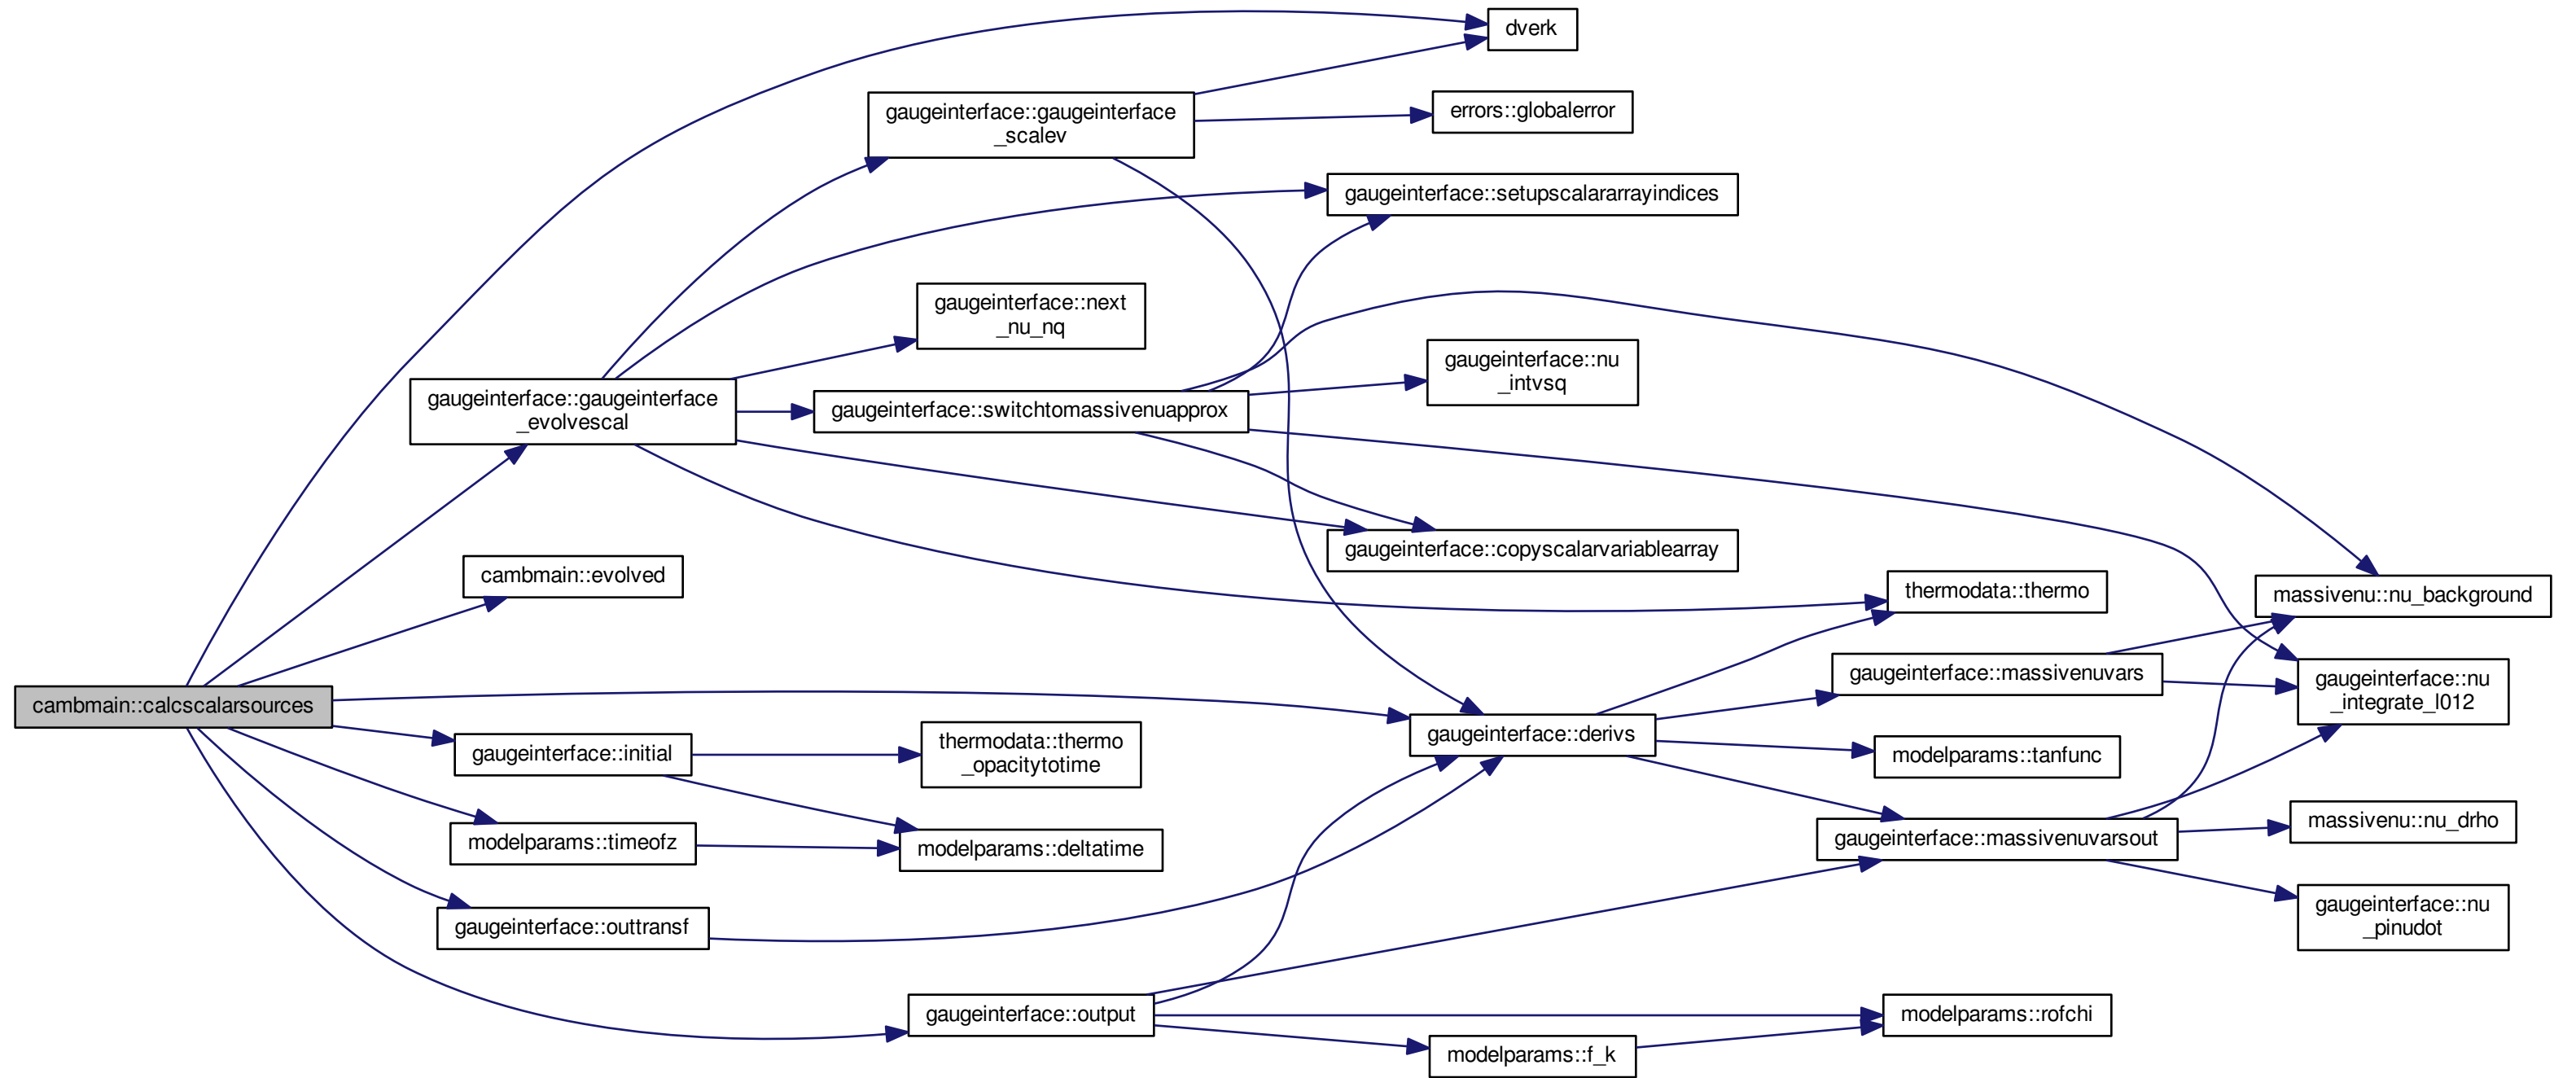 dverk
gaugeinterface::gaugeinterface
_scalev
errors::globalerror
gaugeinterface::setupscalararrayindices
gaugeinterface::next
_nu_nq
gaugeinterface::nu
_intvsq
gaugeinterface::gaugeinterface
_evolvescal
gaugeinterface::switchtomassivenuapprox
gaugeinterface::copyscalarvariablearray
cambmain::evolved
thermodata::thermo
massivenu::nu_background
gaugeinterface::massivenuvars
gaugeinterface::nu
_integrate_l012
cambmain::calcscalarsources
gaugeinterface::initial
thermodata::thermo
_opacitytotime
gaugeinterface::derivs
modelparams::tanfunc
modelparams::timeofz
modelparams::deltatime
gaugeinterface::massivenuvarsout
massivenu::nu_drho
gaugeinterface::outtransf
gaugeinterface::nu
_pinudot
gaugeinterface::output
modelparams::rofchi
modelparams::f_k